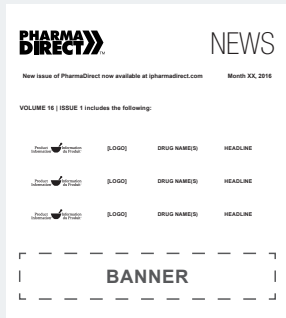 PHARMA
DIRECT
NEWS
New issue of PharmaDirect now available at ipharmadirect.com Month XX, 2016
VOLUME 16 | ISSUE 1 includes the following:
Product Information
Information du Produit
[LOGO] DRUG NAME(S) HEADLINE
Product Information
Information du Produit
[LOGO] DRUG NAME(S) HEADLINE
Product Information
Information du Produit
[LOGO] DRUG NAME(S) HEADLINE
BANNER